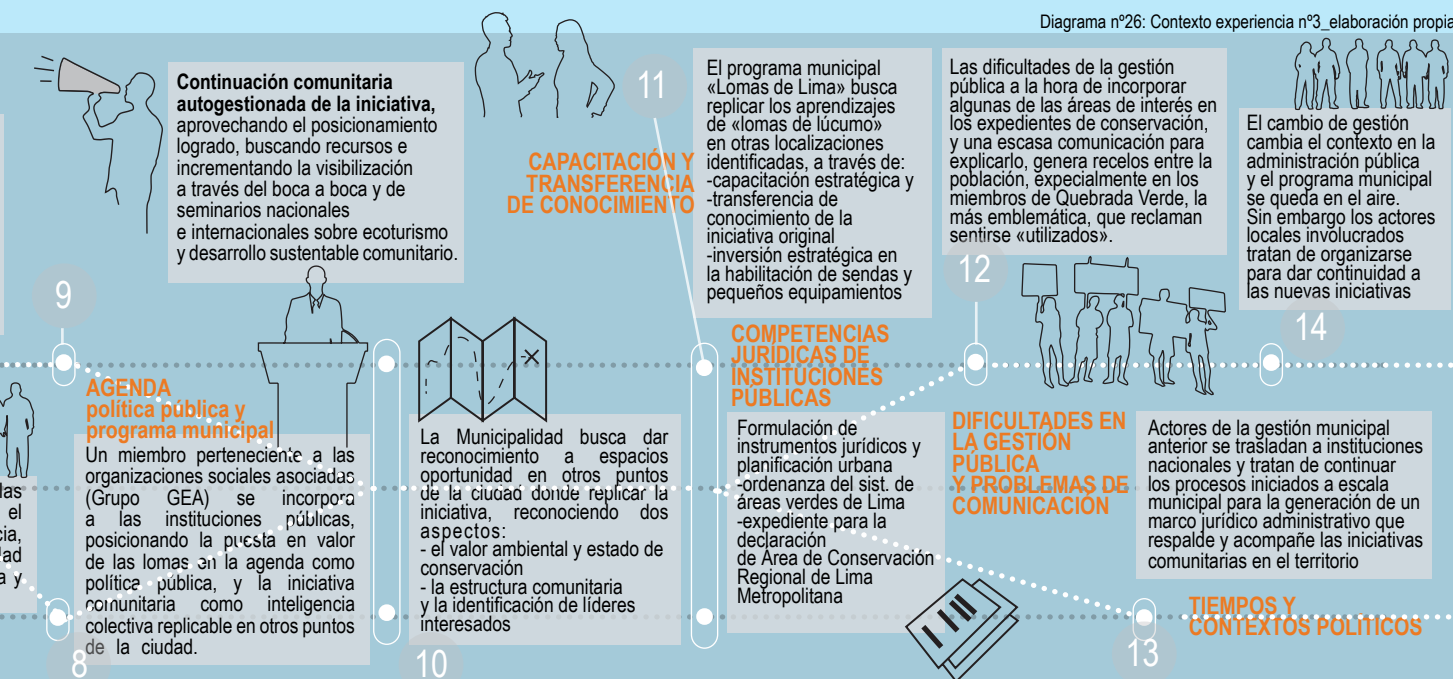 Diagrama nº26: Contexto experiencia nº3_elaboración propia
Continuación comunitaria
autogestionada de la iniciativa,
aprovechando el posicionamiento
logrado, buscando recursos e
incrementando la visibilización
a través del boca a boca y de
seminarios nacionales
e internacionales sobre ecoturismo
y desarrollo sustentable comunitario.
9
AGENDA
política pública y
programa municipal
Un miembro perteneciente a las
organizaciones sociales asociadas
(Grupo GEA) se incorpora
a las instituciones públicas,
posicionando la puesta en valor
de las lomas en la agenda como
política pública, y la iniciativa
comunitaria como inteligencia
colectiva replicable en otros puntos
de la ciudad.
8
las
el
cia,
dad
a y
La Municipalidad busca dar
reconocimiento a espacios
oportunidad en otros puntos
de la ciudad donde replicar la
iniciativa, reconociendo dos
aspectos:
- el valor ambiental y estado de
conservación
- la estructura comunitaria
y la identificación de líderes
interesados
10
CAPACITACIÓN Y
TRANSFERENCIA
DE CONOCIMIENTO
11
El programa municipal
«Lomas de Lima» busca
replicar los aprendizajes
de «lomas de lúcumo»
en otras localizaciones
identificadas, a través de:
-capacitación estratégica y
-transferencia de
conocimiento de la
iniciativa original
-inversión estratégica en
la habilitación de sendas y
pequeños equipamientos
COMPETENCIAS
JURÍDICAS DE
INSTITUCIONES
PÚBLICAS
Formulación de
instrumentos jurídicos y
planificación urbana
-ordenanza del sist. de
áreas verdes de Lima
-expediente para la
declaración
de Área de Conservación
Regional de Lima
Metropolitana
Las dificultades de la gestión
pública a la hora de incorporar
algunas de las áreas de interés en
los expedientes de conservación,
y una escasa comunicación para
explicarlo, genera recelos entre la
población, expecialmente en los
miembros de Quebrada Verde, la
más emblemática, que reclaman
sentirse «utilizados».
12
DIFICULTADES EN
LA GESTIÓN
PÚBLICA
Y PROBLEMAS DE
COMUNICACIÓN
Actores de la gestión municipal
anterior se trasladan a instituciones
nacionales y tratan de continuar
los procesos iniciados a escala
municipal para la generación de un
marco jurídico administrativo que
respalde y acompañe las iniciativas
comunitarias en el territorio
13
TIEMPOS Y
CONTEXTOS POLITICOS
El cambio de gestión
cambia el contexto en la
administración pública
y el programa municipal
se queda en el aire.
Sin embargo los actores
locales involucrados
tratan de organizarse
para dar continuidad a
las nuevas iniciativas
14